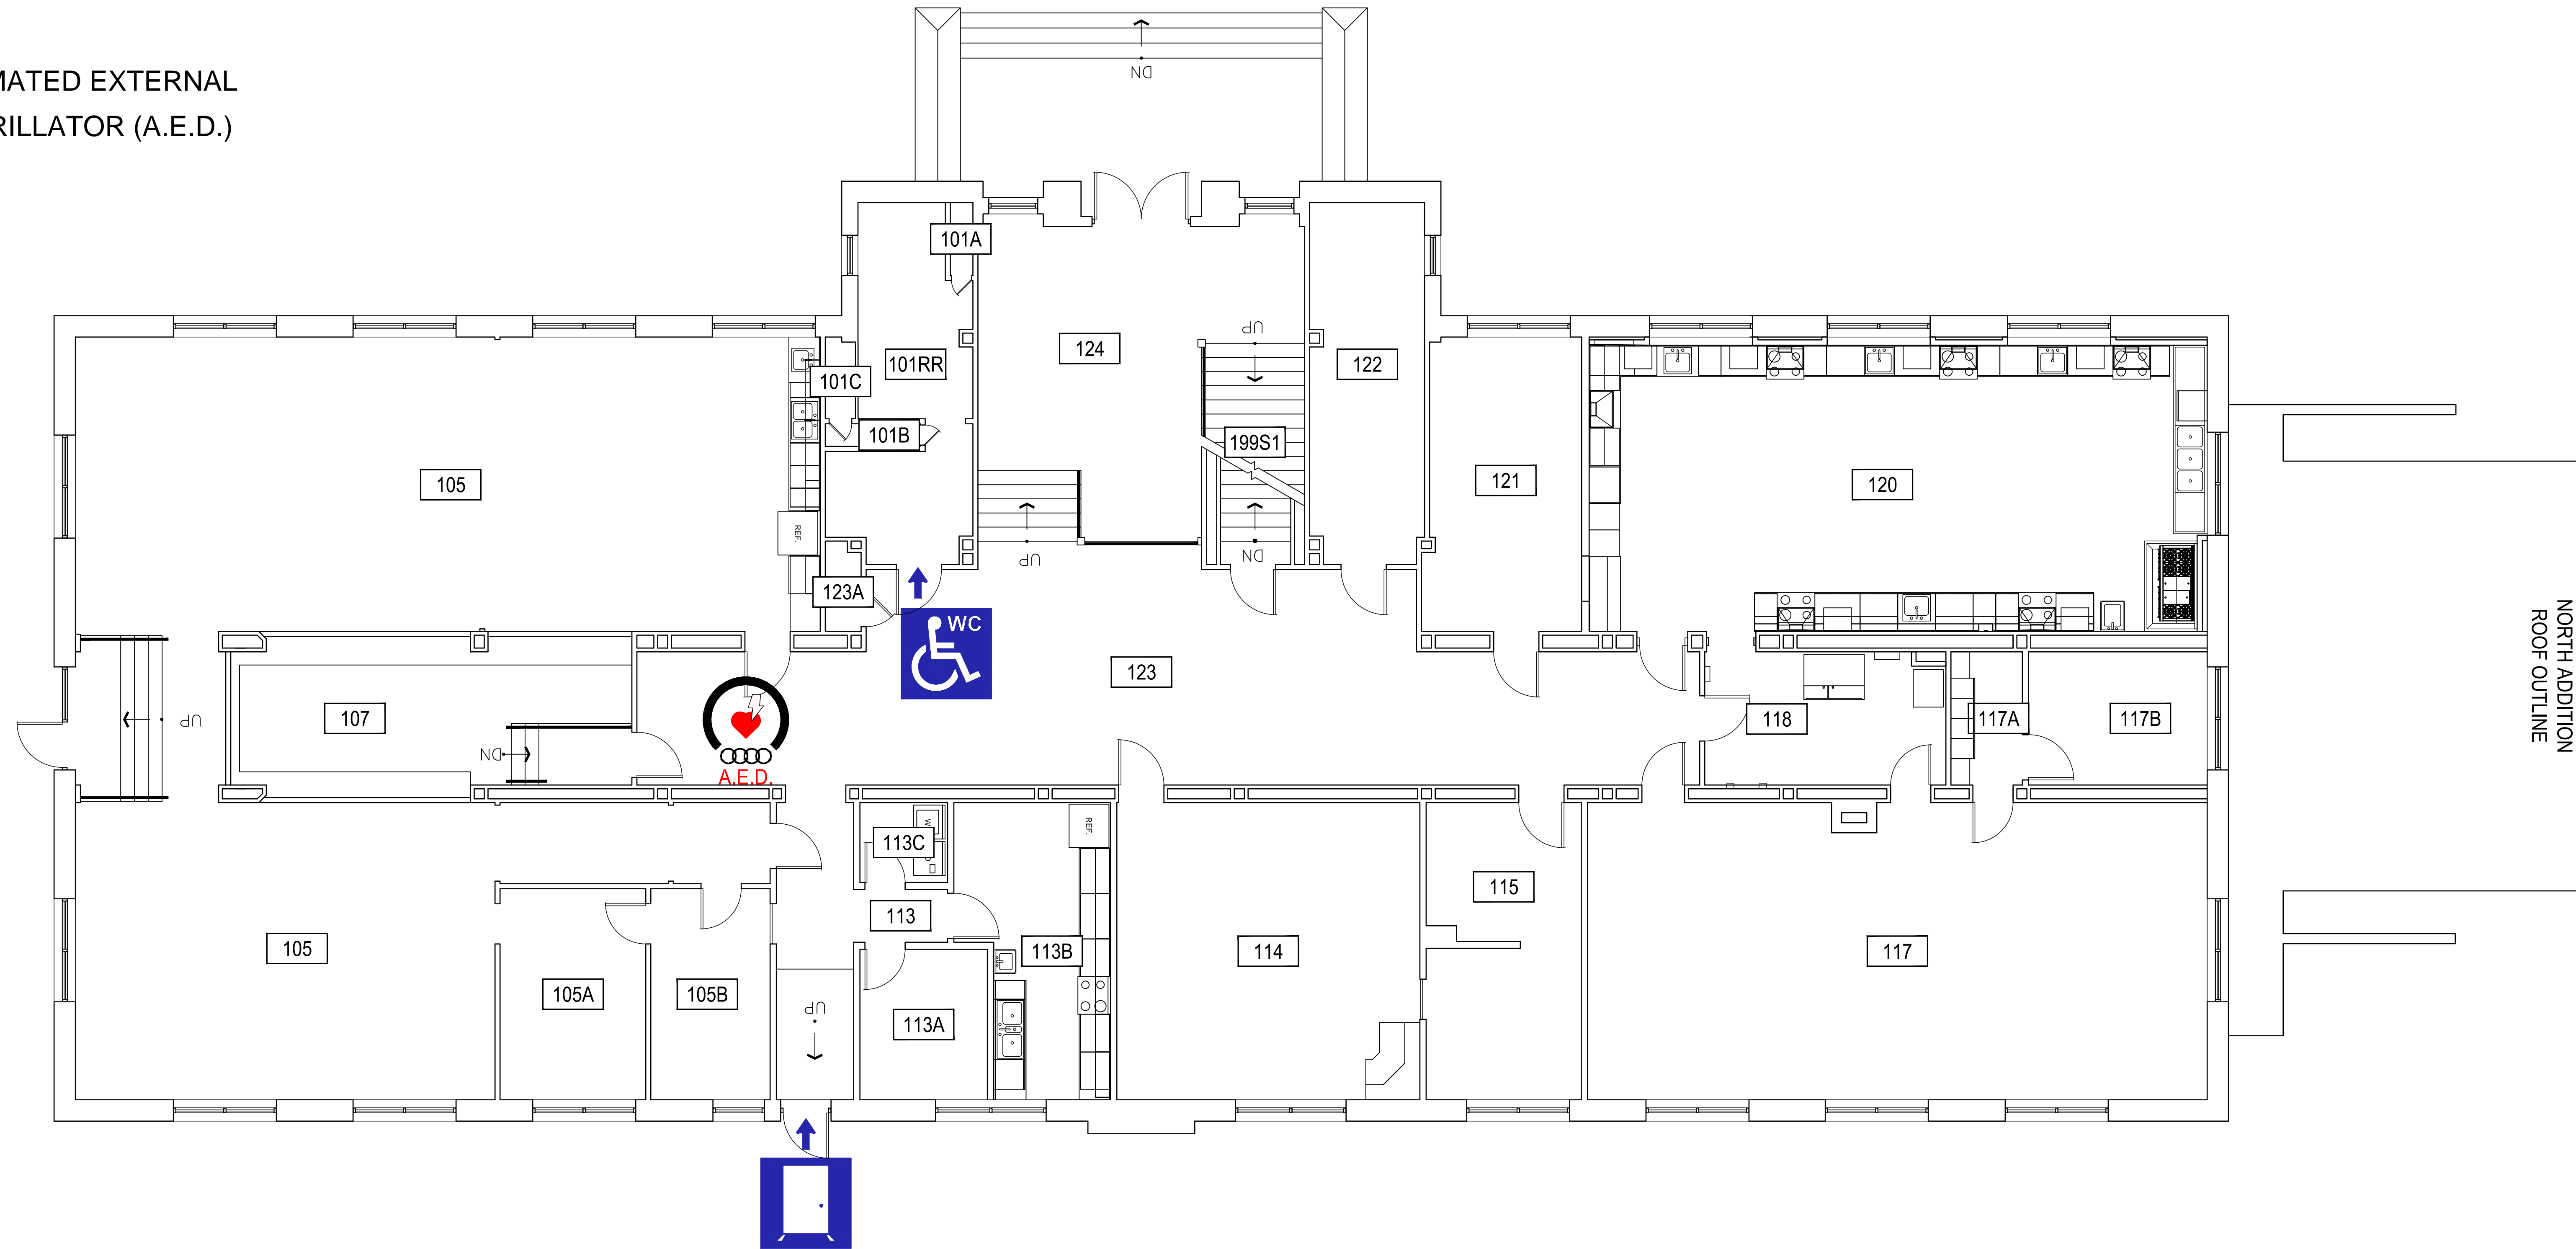 MATED EXTERNAL
RILLATOR (A.E.D.)
DN
101A
124
UP
101C
101RR
122
101B
199S1
105
121
120
REF.
UP
DN
123A
WC
123
107
UP
DN
118
117A
117B
A.E.D.
REF.
113C
113
115
105
113B
114
117
105A
105B
UP
113A
NORTH ADDITION
ROOF OUTLINE